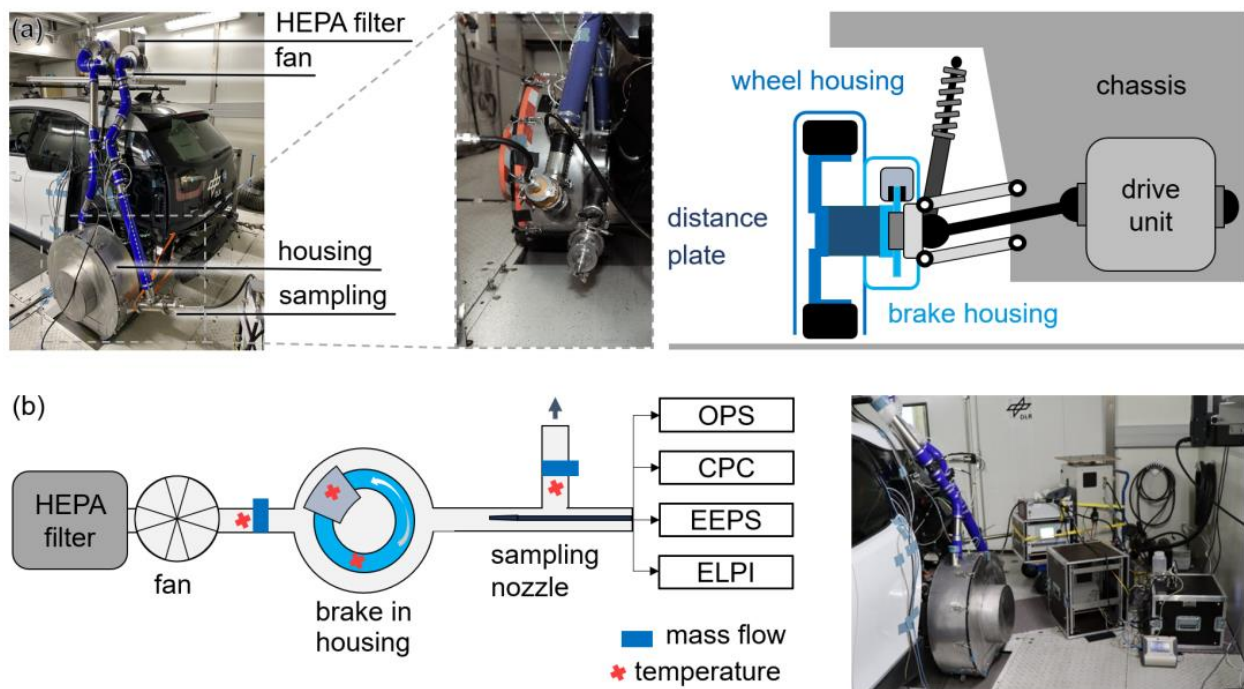 (a)
HEPA filter
fan
housing
sampling
wheel housing
chassis
distance
plate
drive
unit
brake housing
(b)
HEPA
filter
fan
brake in
housing
sampling
nozzle
OPS
CPC
EEPS
ELPI
mass flow
temperature
DLR